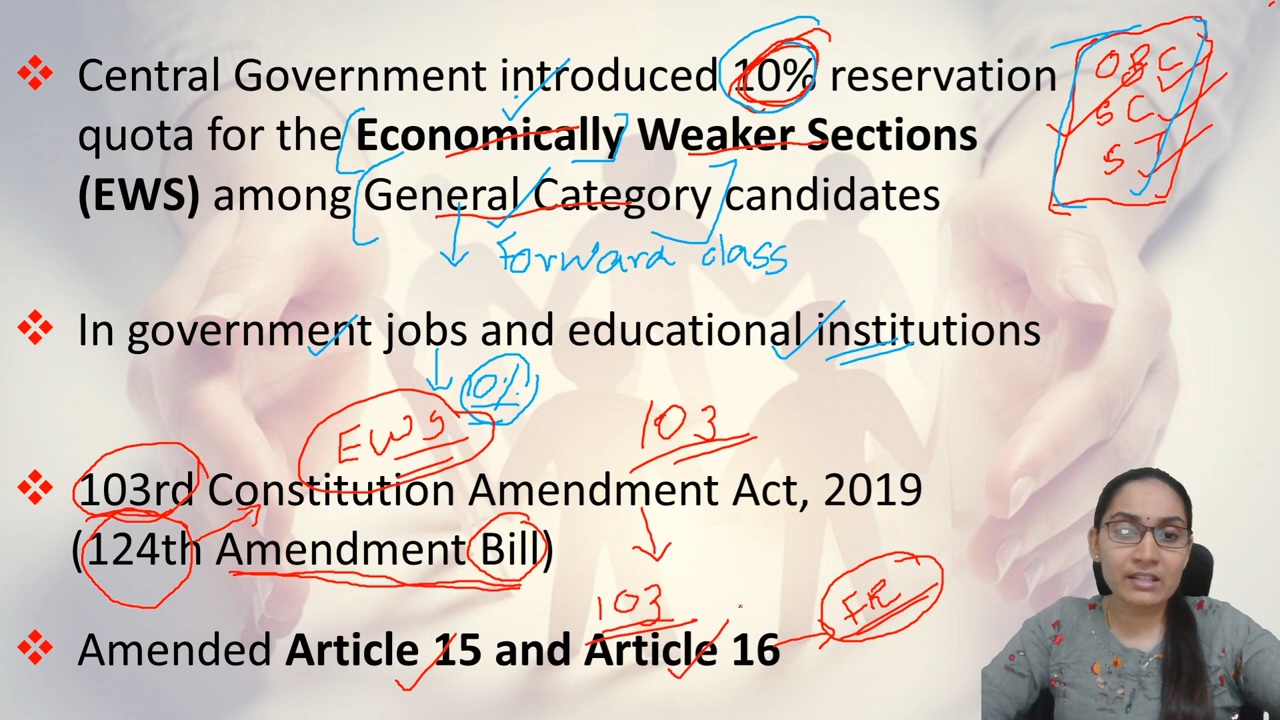 ❖ Central Government introduced 10% reservation
quota for the Economically Weaker Sections
(EWS) among General Category candidates
OBC
SC
ST
Forward class
❖ In government jobs and educational institutions
10%
EWS
103
❖ 103rd Constitution Amendment Act, 2019
(124th Amendment Bill)
103
FR
❖ Amended Article 15 and Article 16